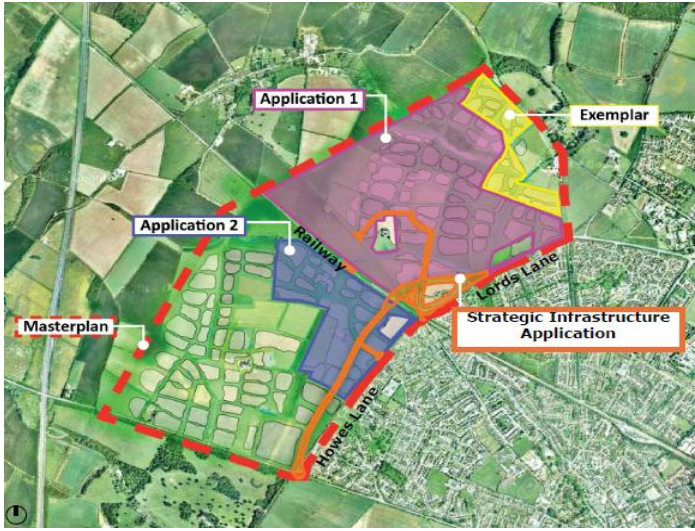 Application 1
Exemplar
Application 2
Railway
Lords Lane
Strategic Infrastructure
Application
Masterplan
Howes Lane